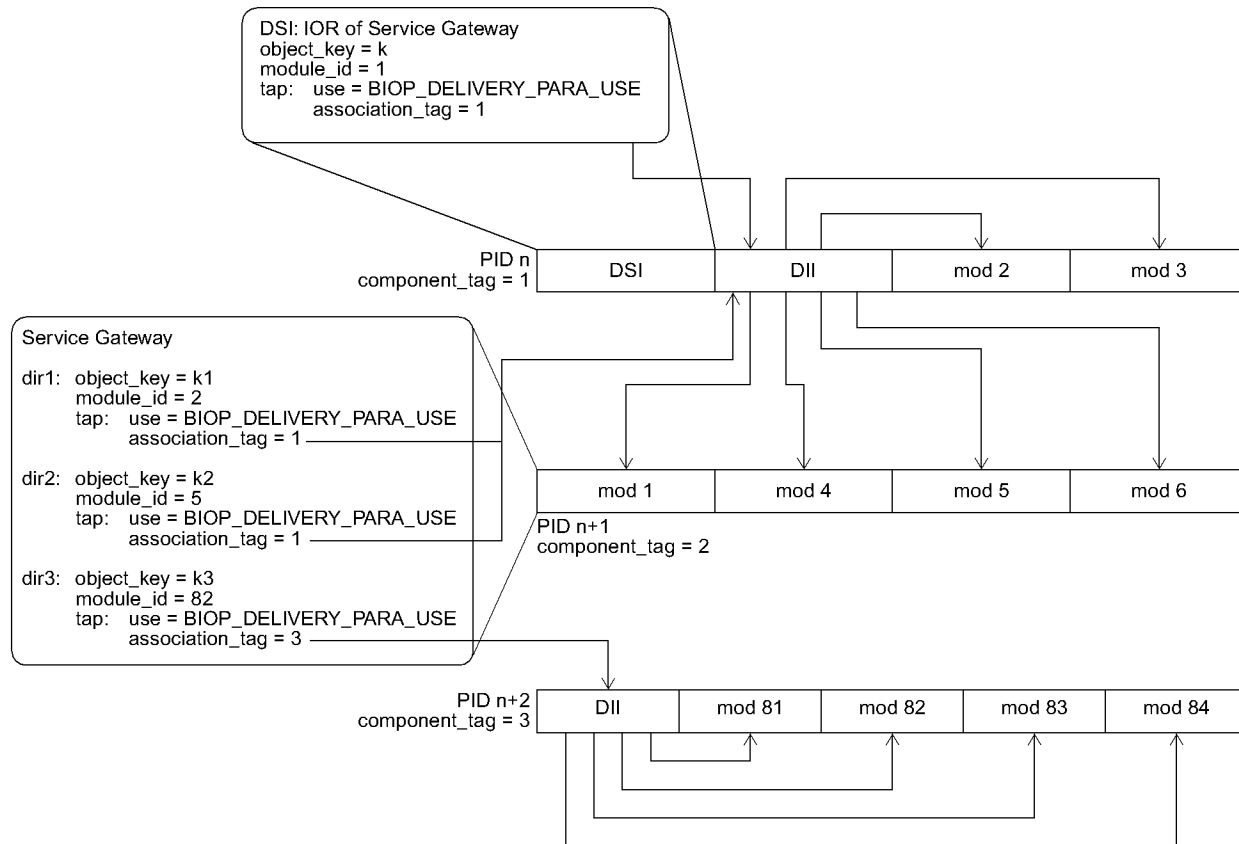 DSI: IOR of Service Gateway
object_key = k
module_id = 1
tap: use = BIOP_DELIVERY_PARA_USE
association_tag = 1
PID n
component_tag = 1
DSI
DII
mod 2
mod 3
Service Gateway
dir1: object_key = k1
module_id = 2
tap: use = BIOP_DELIVERY_PARA_USE
association_tag = 1
dir2: object_key = k2
module_id = 5
tap: use = BIOP_DELIVERY_PARA_USE
association_tag = 1
dir3: object_key = k3
module_id = 82
tap: use = BIOP_DELIVERY_PARA_USE
association_tag = 3
mod 1
mod 4
mod 5
mod 6
PID n+1
component_tag = 2
PID n+2
component_tag = 3
DII
mod 81
mod 82
mod 83
mod 84